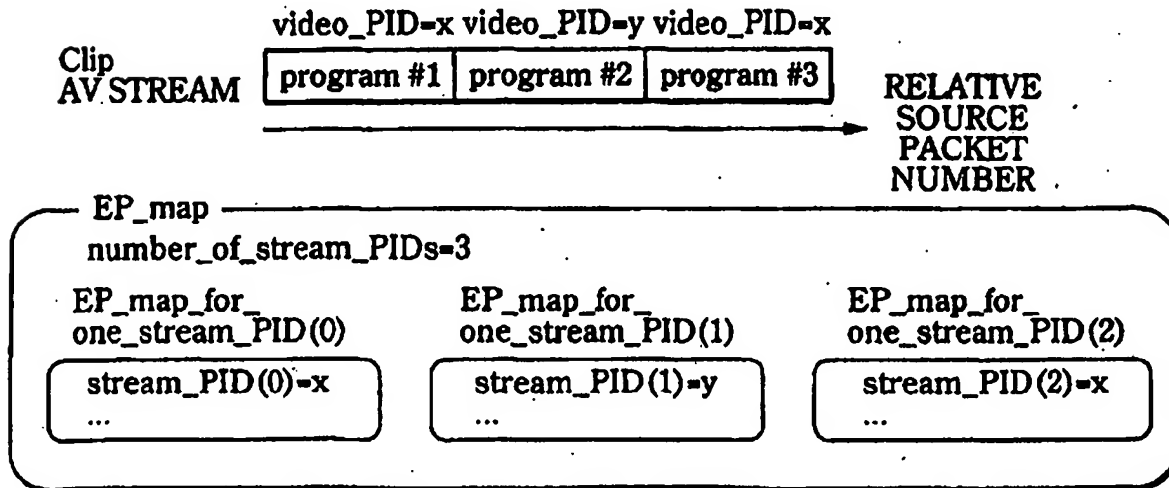 video_PID=x video_PID=y video_PID=x
Clip
AV STREAM
program #1 program #2 program #3
RELATIVE
SOURCE
PACKET
NUMBER
EP_map
number_of_stream_PIDs=3
EP_map_for_
one_stream_PID(0)
EP_map_for_
one_stream_PID(1)
EP_map_for_
one_stream_PID(2)
stream_PID(0)=x
...
stream_PID(1)=y
...
stream_PID(2)=x
...